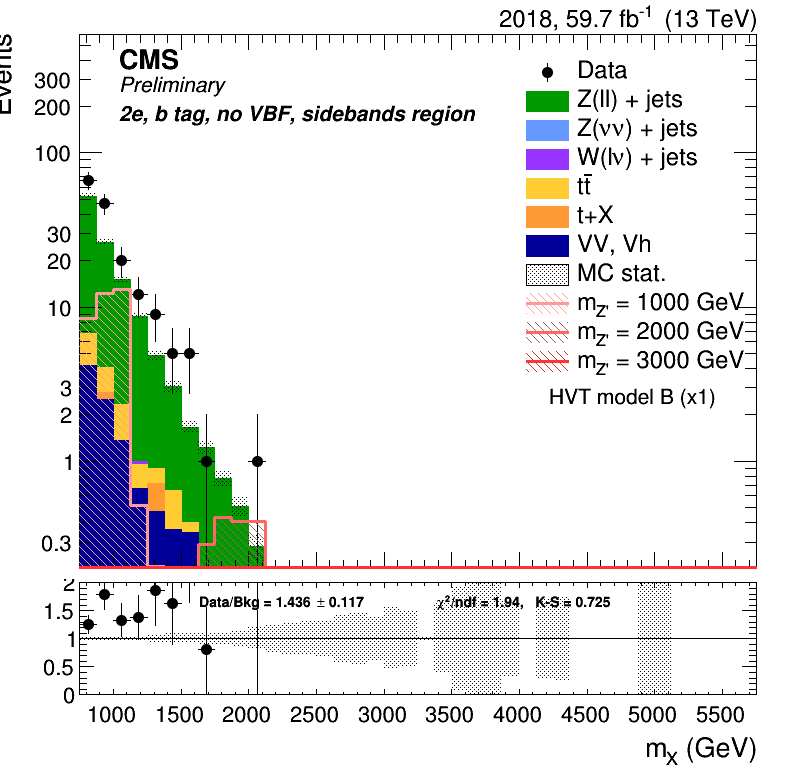 2018, 59.7 fb⁻¹ (13 TeV)
Events
CMS
Preliminary
2e, b tag, no VBF, sidebands region
Data
Z(ll) + jets
Z(νν) + jets
W(lν) + jets
tt̄
t+X
VV, Vh
MC stat.
m_Z' = 1000 GeV
m_Z' = 2000 GeV
m_Z' = 3000 GeV
HVT model B (x1)
300
200
100
30
20
10
3
2
1
0.3
2
1.5
1
0.5
0
Data/Bkg = 1.436 ± 0.117
χ²/ndf = 1.94, K-S = 0.725
1000 1500 2000 2500 3000 3500 4000 4500 5000 5500
m_X (GeV)